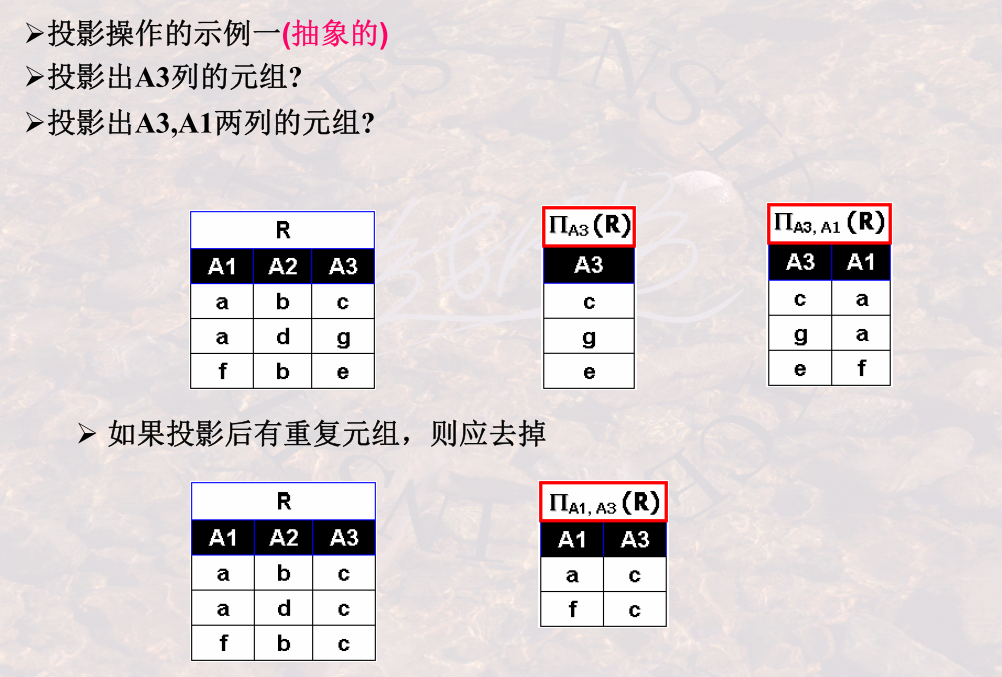 ➢投影操作的示例一(抽象的)
➢投影出A3列的元组?
➢投影出A3,A1两列的元组?
R
A1 A2 A3
a b c
a d g
f b e
Π A3 (R)
A3
c
g
e
Π A3, A1 (R)
A3 A1
c a
g a
e f
➢ 如果投影后有重复元组，则应去掉
R
A1 A2 A3
a b c
a d c
f b c
Π A1, A3 (R)
A1 A3
a c
f c